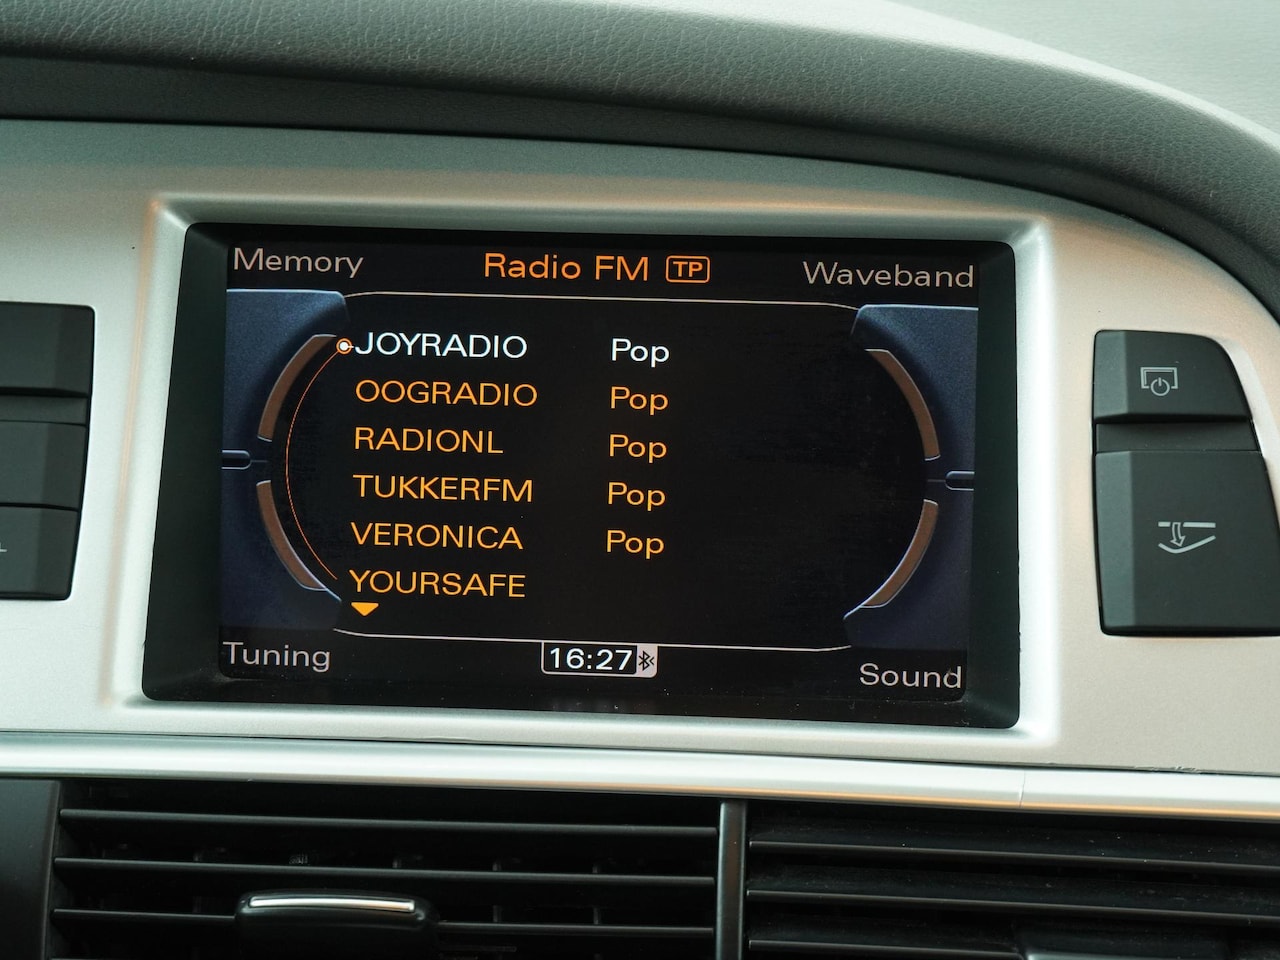 Memory Radio FM TP Waveband
JOYRADIO Pop
OOGRADIO Pop
RADIONL Pop
TUKKERFM Pop
VERONICA Pop
YOURSAFE
Tuning 16:27 Sound